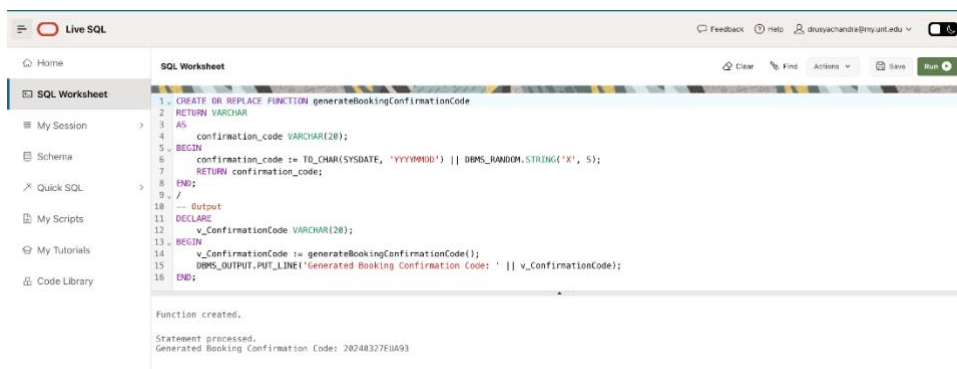 Live SQL
Feedback Help drusyachandra@my.unt.edu
Home
SQL Worksheet
Clear Find Actions Save Run
SQL Worksheet
My Session
Schema
Quick SQL
My Scripts
My Tutorials
Code Library
1 CREATE OR REPLACE FUNCTION generateBookingConfirmationCode
2 RETURN VARCHAR
3 AS
4 confirmation_code VARCHAR(20);
5 BEGIN
6 confirmation_code := TO_CHAR(SYSDATE, 'YYYYMMDD') || DBMS_RANDOM.STRING('X', 5);
7 RETURN confirmation_code;
8 END;
9 /
10 -- Output
11 DECLARE
12 v_ConfirmationCode VARCHAR(20);
13 BEGIN
14 v_ConfirmationCode := generateBookingConfirmationCode();
15 DBMS_OUTPUT.PUT_LINE('Generated Booking Confirmation Code: ' || v_ConfirmationCode);
16 END;
Function created.
Statement processed.
Generated Booking Confirmation Code: 20240327EUA93